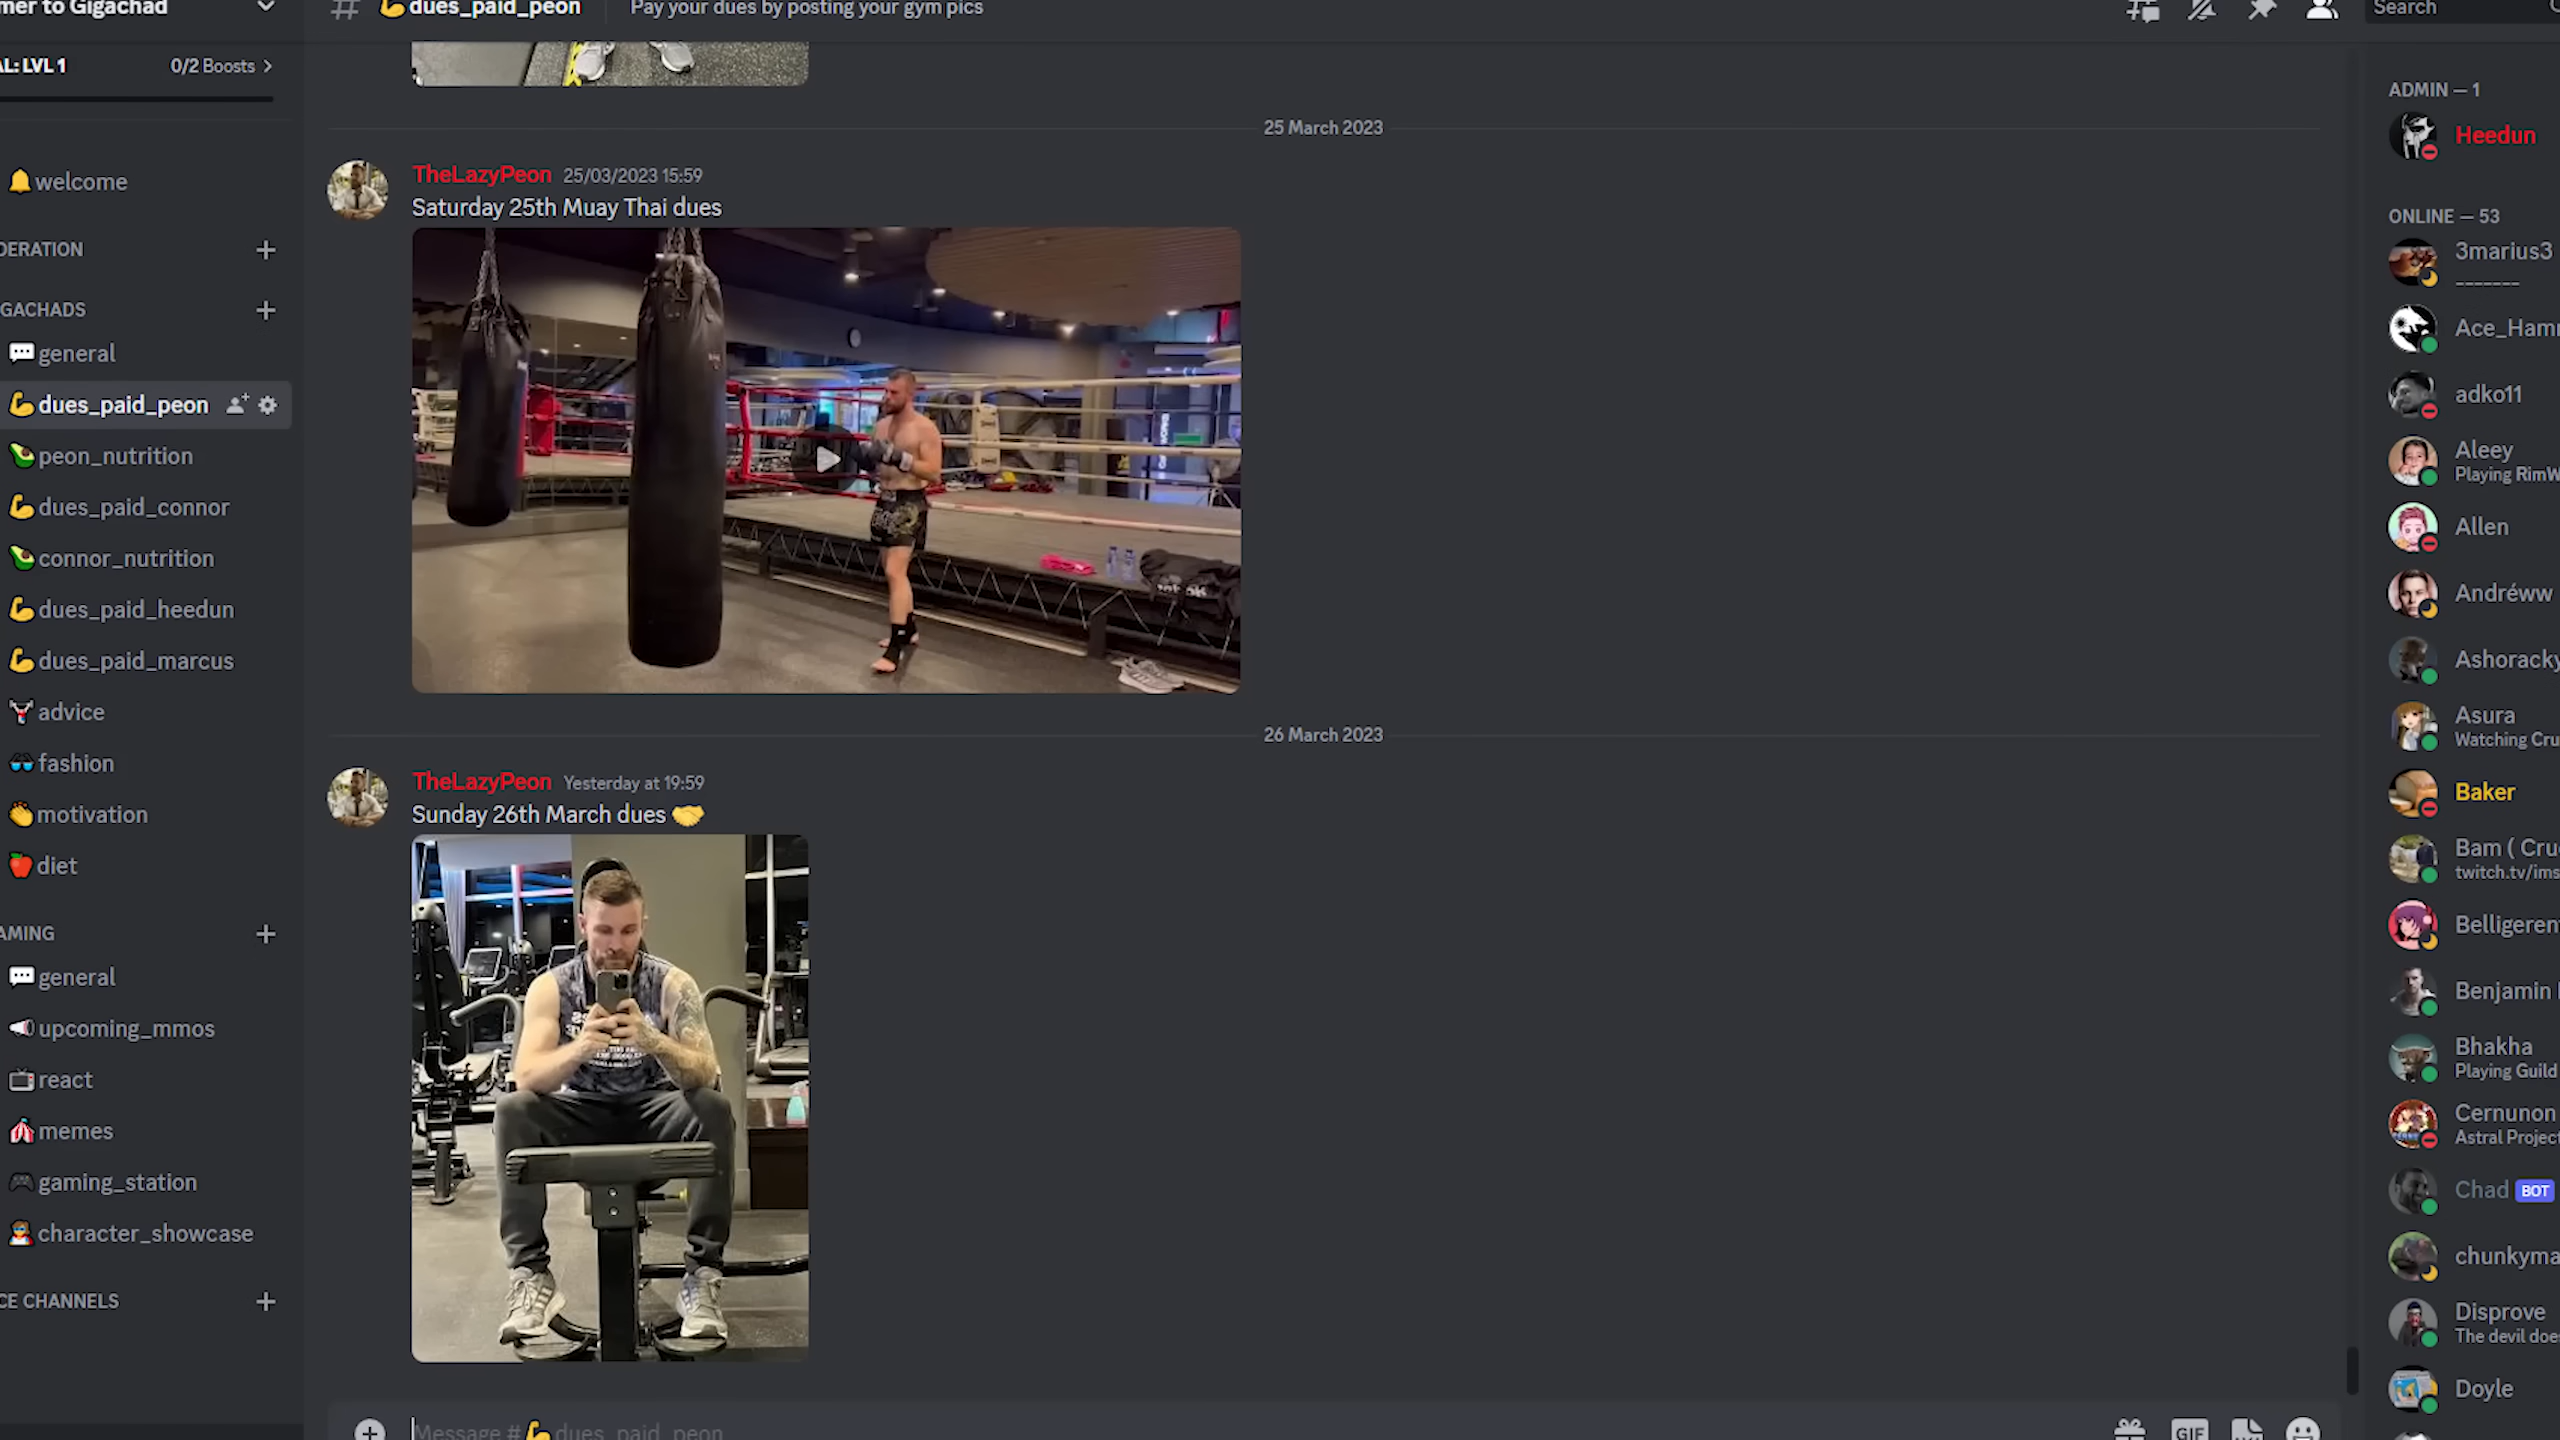 mer to Gigachad
AL: LVL 1
0/2 Boosts
welcome
DERATION
GACHADS
general
dues_paid_peon
peon_nutrition
dues_paid_connor
connor_nutrition
dues_paid_heedun
dues_paid_marcus
advice
fashion
motivation
diet
AMING
general
upcoming_mmos
react
memes
gaming_station
character_showcase
CE CHANNELS
# dues_paid_peon
Pay your dues by posting your gym pics
Search
25 March 2023
TheLazyPeon 25/03/2023 15:59
Saturday 25th Muay Thai dues
26 March 2023
TheLazyPeon Yesterday at 19:59
Sunday 26th March dues
Message # dues_paid_peon
GIF
ADMIN — 1
Heedun
ONLINE — 53
3marius3
-------
Ace_Ham
adko11
Aleey
Playing RimW
Allen
Andréww
Ashoracky
Asura
Watching Cru
Baker
Bam ( Cru
twitch.tv/ims
Belligeren
Benjamin
Bhakha
Playing Guild
Cernunon
Astral Project
Chad BOT
chunkyma
Disprove
The devil doe
Doyle